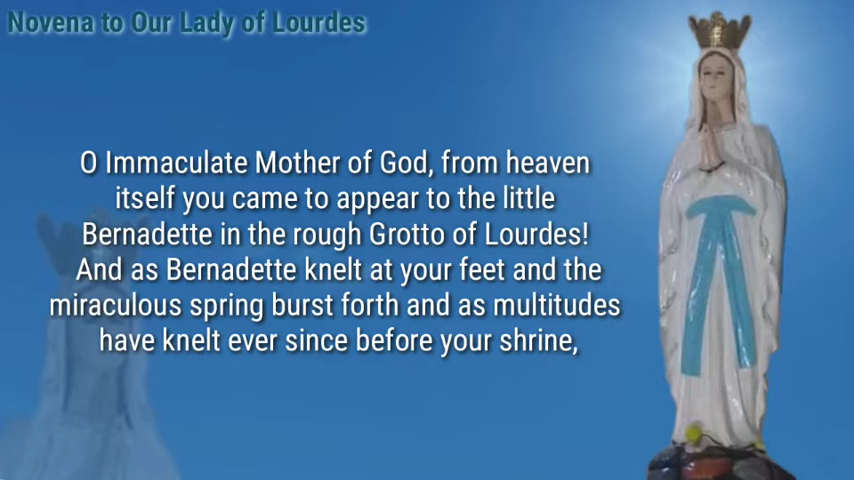 Novena to Our Lady of Lourdes
O Immaculate Mother of God, from heaven
itself you came to appear to the little
Bernadette in the rough Grotto of Lourdes!
And as Bernadette knelt at your feet and the
miraculous spring burst forth and as multitudes
have knelt ever since before your shrine,